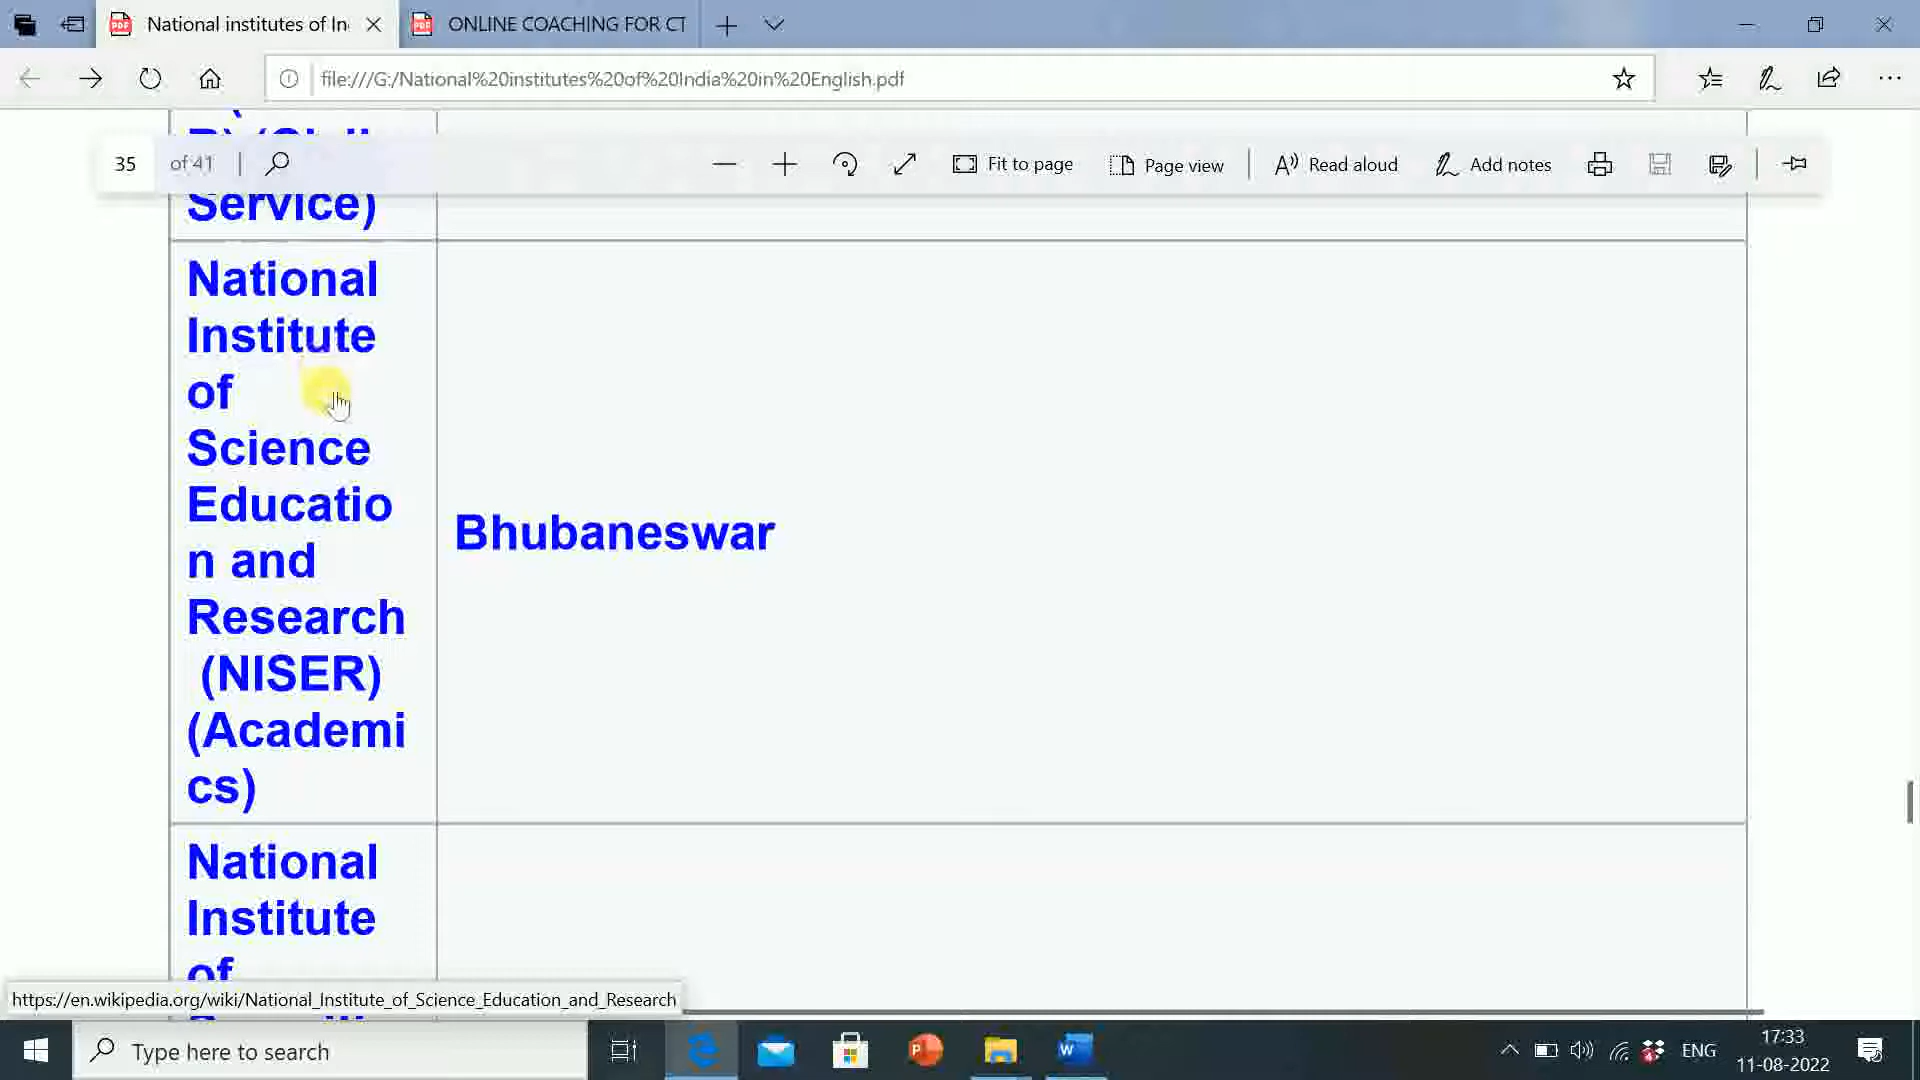 National institutes of In
ONLINE COACHING FOR CT
file:///G:/National%20institutes%20of%20India%20in%20English.pdf
35 of 41
Fit to page
Page view
Read aloud
Add notes
Service)
National
Institute
of
Science
Educatio
n and
Research
(NISER)
(Academi
cs)
Bhubaneswar
National
Institute
of
https://en.wikipedia.org/wiki/National_Institute_of_Science_Education_and_Research
Type here to search
ENG
17:33
11-08-2022